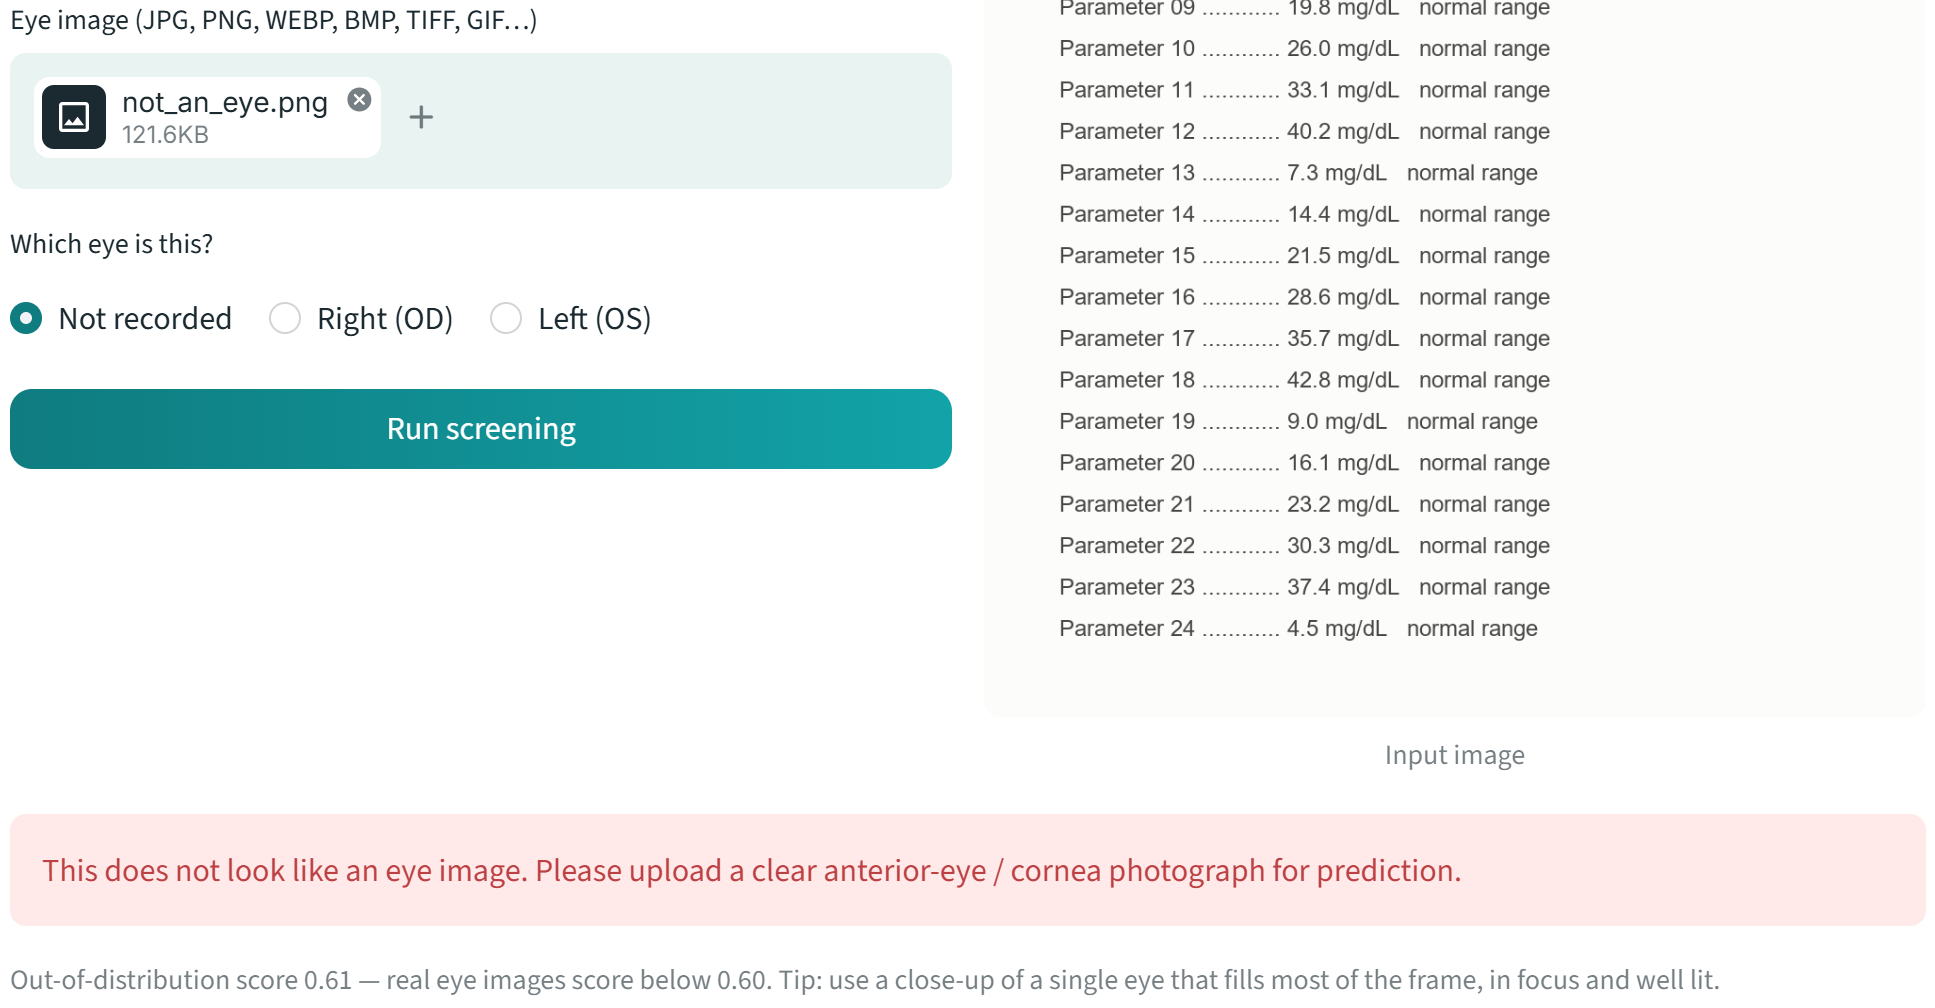 Eye image (JPG, PNG, WEBP, BMP, TIFF, GIF…)
not_an_eye.png
121.6KB
Which eye is this?
Not recorded
Right (OD)
Left (OS)
Run screening
Parameter 09 ............ 19.8 mg/dL normal range
Parameter 10 ............ 26.0 mg/dL normal range
Parameter 11 ............ 33.1 mg/dL normal range
Parameter 12 ............ 40.2 mg/dL normal range
Parameter 13 ............ 7.3 mg/dL normal range
Parameter 14 ............ 14.4 mg/dL normal range
Parameter 15 ............ 21.5 mg/dL normal range
Parameter 16 ............ 28.6 mg/dL normal range
Parameter 17 ............ 35.7 mg/dL normal range
Parameter 18 ............ 42.8 mg/dL normal range
Parameter 19 ............ 9.0 mg/dL normal range
Parameter 20 ............ 16.1 mg/dL normal range
Parameter 21 ............ 23.2 mg/dL normal range
Parameter 22 ............ 30.3 mg/dL normal range
Parameter 23 ............ 37.4 mg/dL normal range
Parameter 24 ............ 4.5 mg/dL normal range
Input image
This does not look like an eye image. Please upload a clear anterior-eye / cornea photograph for prediction.
Out-of-distribution score 0.61 — real eye images score below 0.60. Tip: use a close-up of a single eye that fills most of the frame, in focus and well lit.